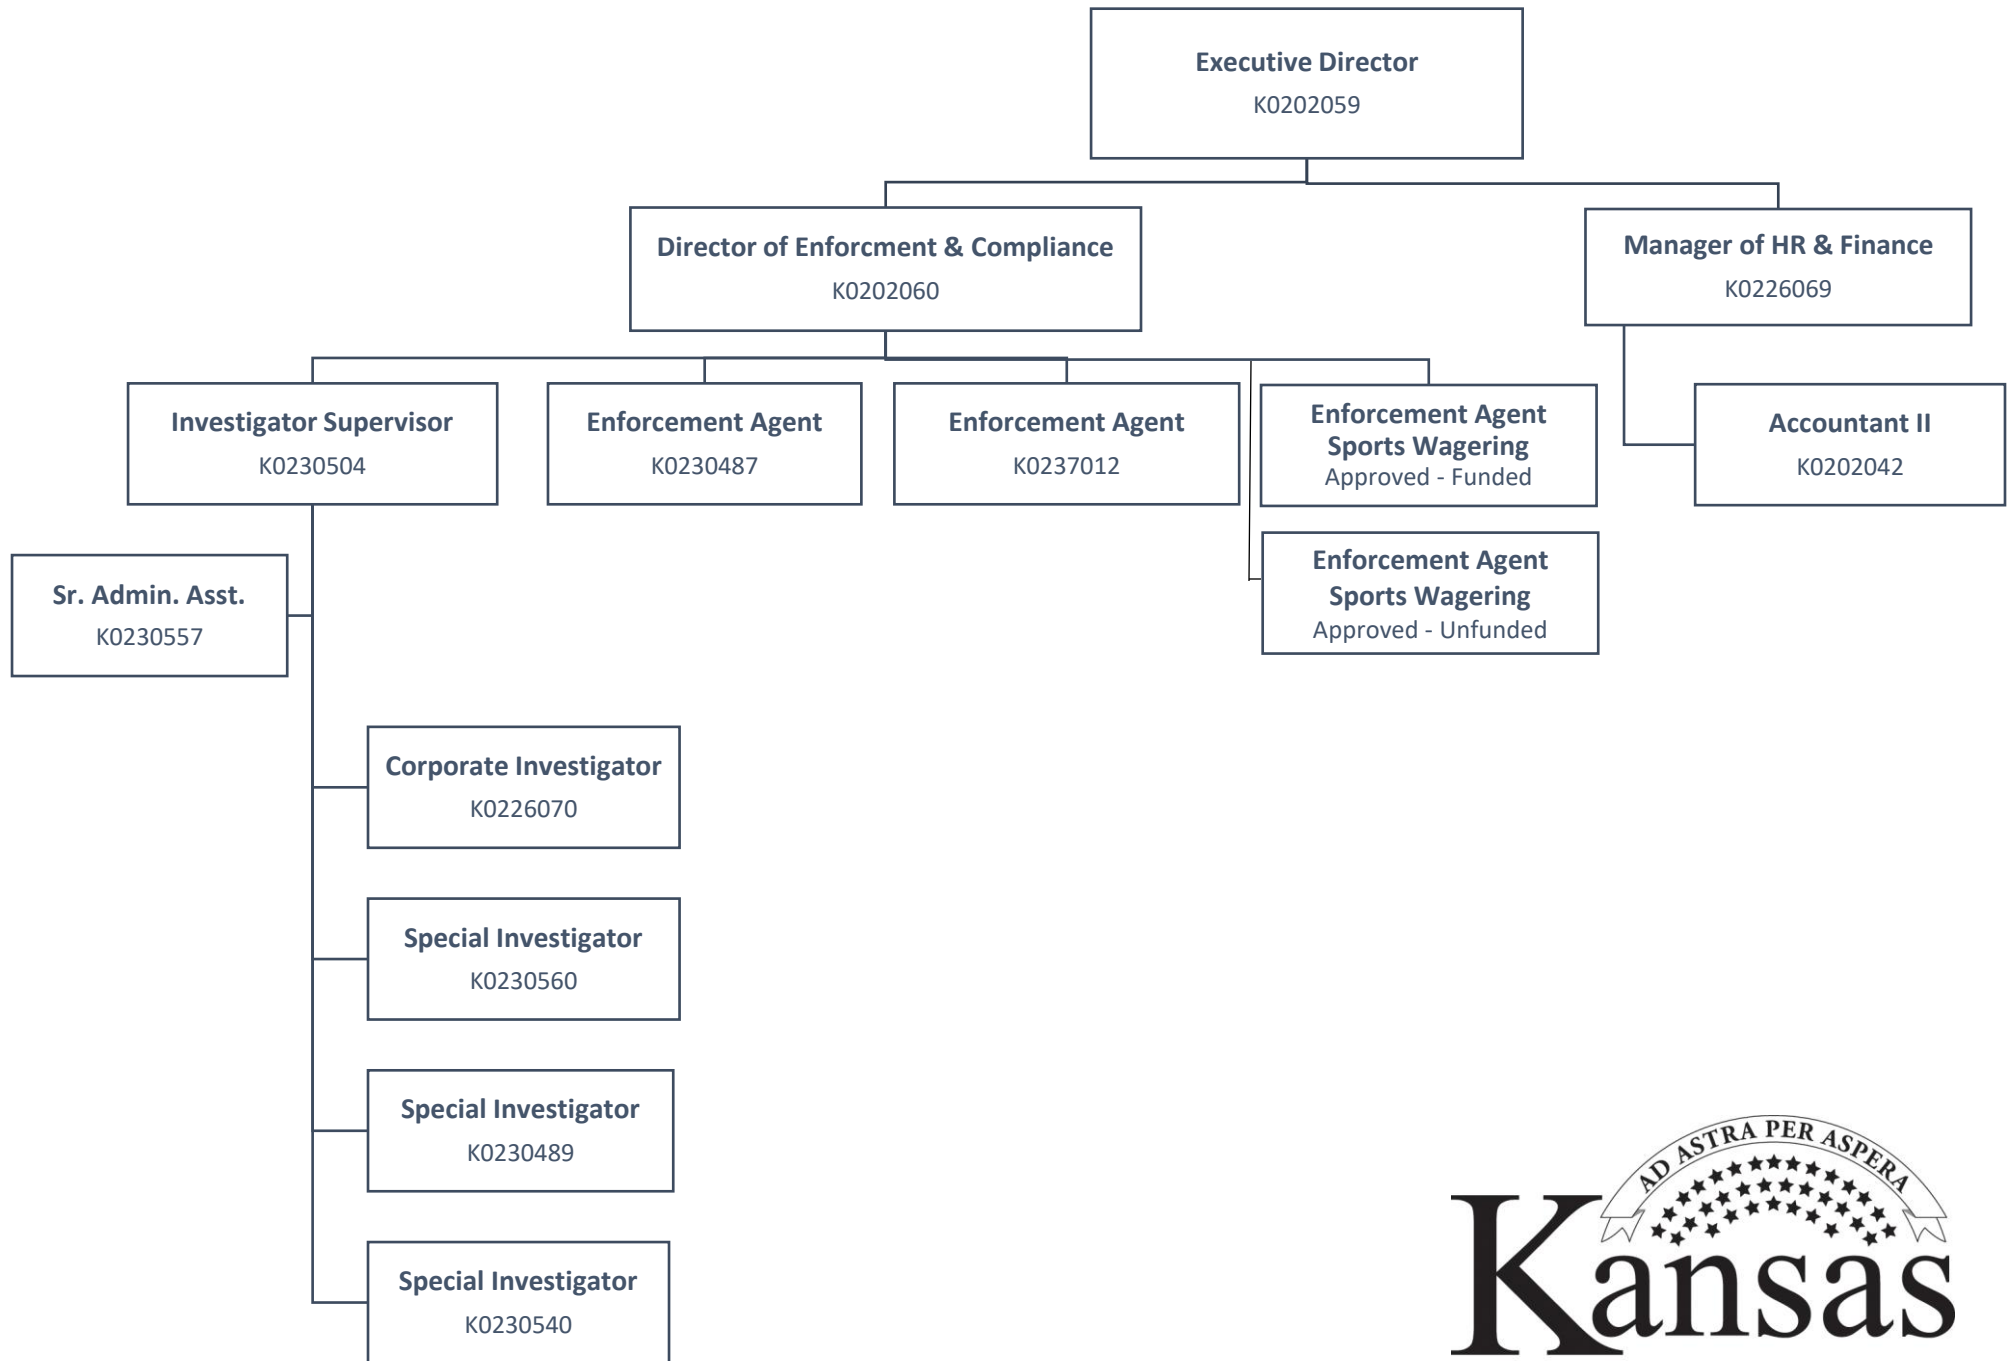 Executive Director
K0202059
Director of Enforcment & Compliance
K0202060
Manager of HR & Finance
K0226069
Investigator Supervisor
K0230504
Enforcement Agent
K0230487
Enforcement Agent
K0237012
Enforcement Agent
Sports Wagering
Approved - Funded
Accountant II
K0202042
Enforcement Agent
Sports Wagering
Approved - Unfunded
Sr. Admin. Asst.
K0230557
Corporate Investigator
K0226070
Special Investigator
K0230560
Special Investigator
K0230489
Special Investigator
K0230540
AD ASTRA PER ASPERA
Kansas